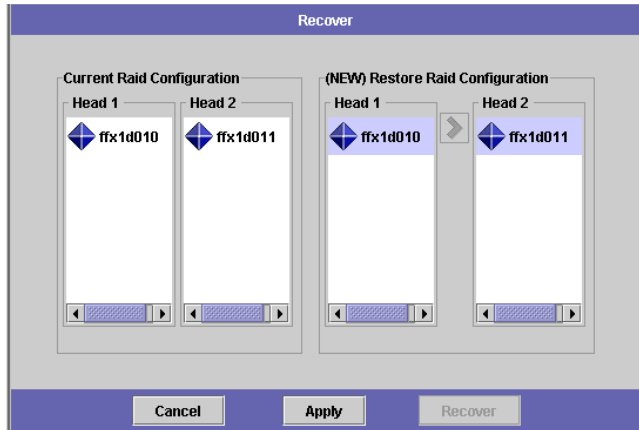 Recover
Current Raid Configuration
Head 1
Head 2
ffx1d010
ffx1d011
(NEW) Restore Raid Configuration
Head 1
Head 2
ffx1d010
ffx1d011
Cancel
Apply
Recover